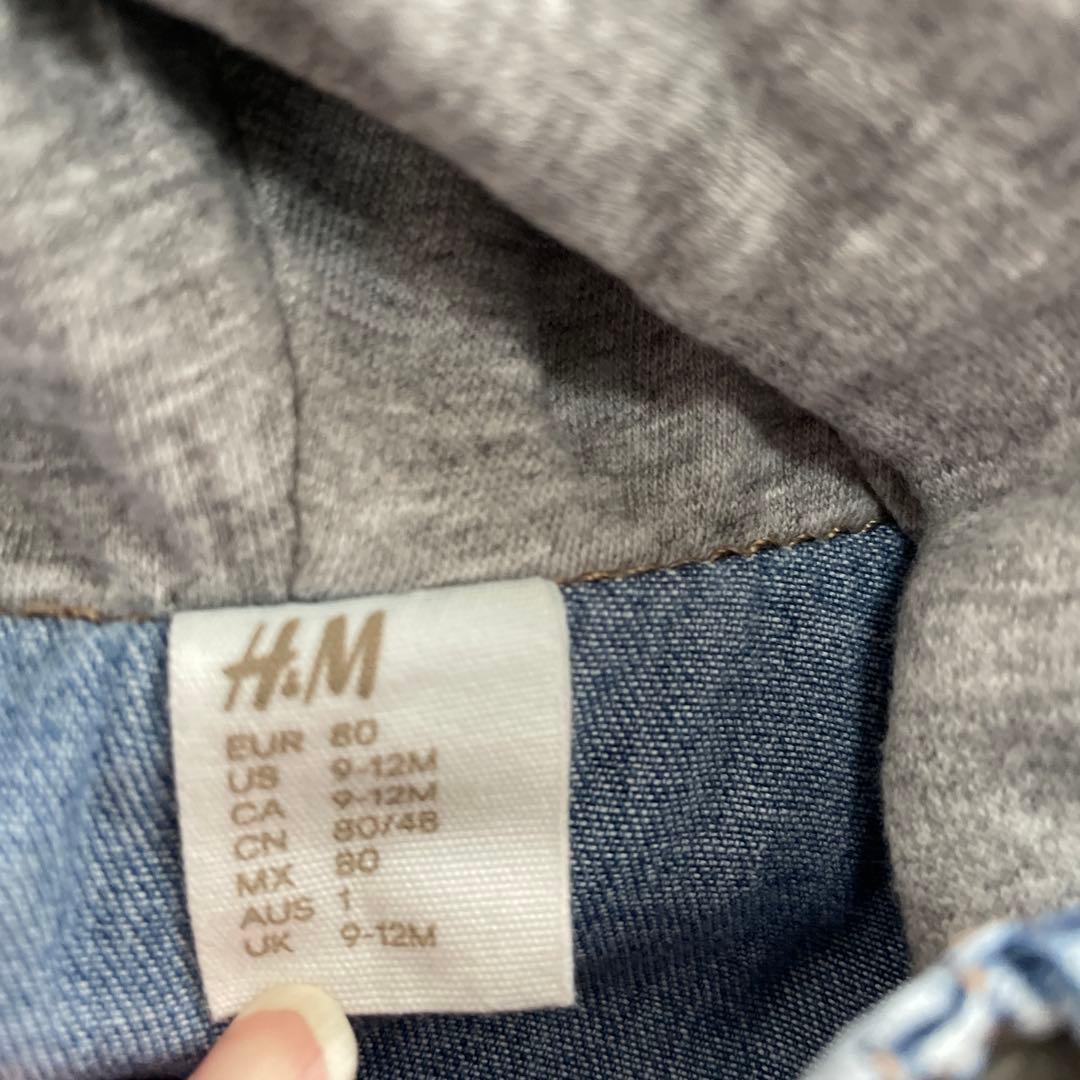 H&M
EUR 80
US 9-12M
CA 9-12M
CN 80/48
MX 80
AUS 1
UK 9-12M